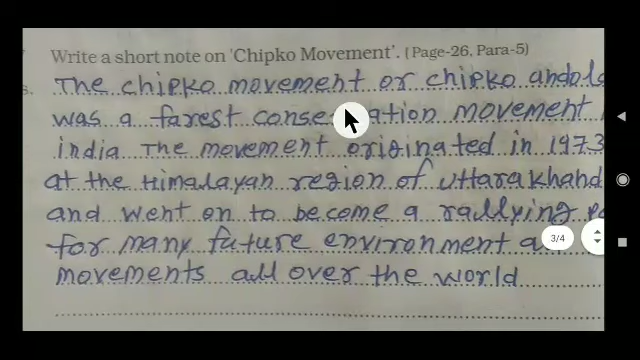 Write a short note on 'Chipko Movement'. (Page-26, Para-5)
The chipko movement or chipko
was a farest movement
india The movement originated in 1973
at the Himalayan region of Uttarakhand
and went on to become a rallying
for many future environment
movements all over the world
3/4